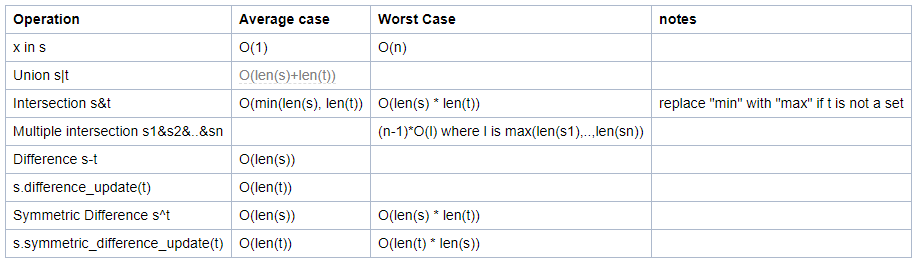 Operation Average case Worst Case notes
x in s O(1) O(n)
Union s|t O(len(s)+len(t))
Intersection s&t O(min(len(s), len(t)) O(len(s) * len(t)) replace "min" with "max" if t is not a set
Multiple intersection s1&s2&..&sn (n-1)*O(l) where l is max(len(s1),..,len(sn))
Difference s-t O(len(s))
s.difference_update(t) O(len(t))
Symmetric Difference s^t O(len(s)) O(len(s) * len(t))
s.symmetric_difference_update(t) O(len(t)) O(len(t) * len(s))